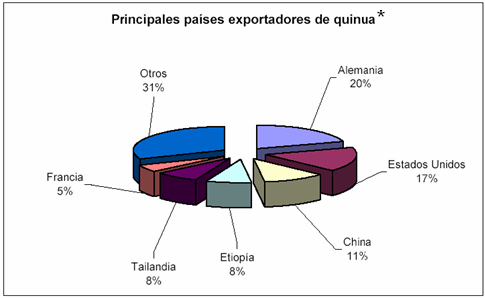 Principales países exportadores de quinua*
Otros
31%
Alemania
20%
Estados Unidos
17%
China
11%
Etiopía
8%
Tailandia
8%
Francia
5%